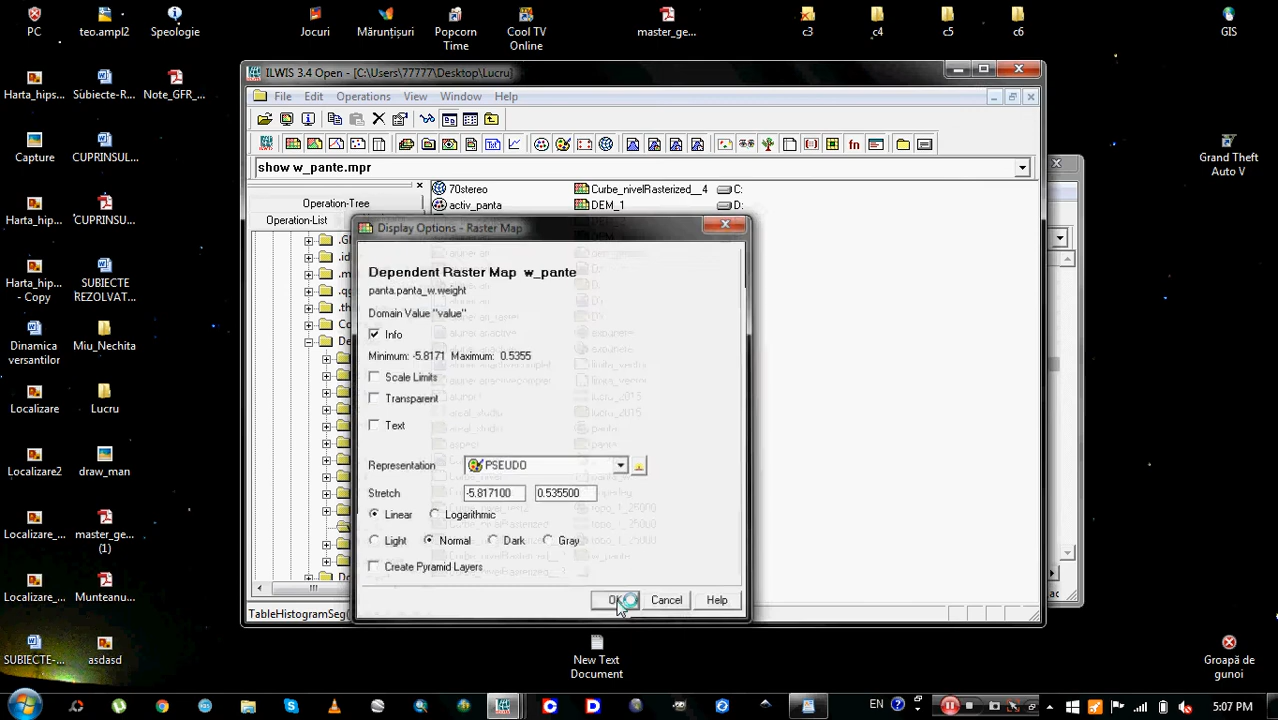 PC
teo.ampl2
Speologie
Jocuri
Mărunțișuri
Popcorn
Time
Cool TV
Online
master_ge...
c3
c4
c5
c6
GIS
ILWIS 3.4 Open - [C:\Users\77777\Desktop\Lucru]
File Edit Operations View Window Help
fn
show w_pante.mpr
Operation-Tree
Operation-List
70stereo
activ_panta
Curbe_nivelRasterized__4
DEM_1
C:
D:
Display Options - Raster Map
Dependent Raster Map w_pante
panta.panta_w.weight
Domain Value "value"
Info
Minimum: -5.8171 Maximum: 0.5355
Scale Limits
Transparent
Text
Representation PSEUDO
Stretch -5.817100 0.535500
Linear Logarithmic
Light Normal Dark Gray
Create Pyramid Layers
OK Cancel Help
TableHistogramSeg(
Harta_hips...
Subiecte-R...
Note_GFR_...
Capture
CUPRINSUL...
Harta_hip...
CUPRINSU...
Harta_hip...
- Copy
SUBIECTE
REZOLVAT...
Dinamica
versantilor
Miu_Nechita
Localizare
Lucru
Localizare2
draw_man
Localizare_...
master_ge...
(1)
Localizare_...
Munteanu...
SUBIECTE-...
asdasd
New Text
Document
Grand Theft
Auto V
Groapă de
gunoi
EN
5:07 PM